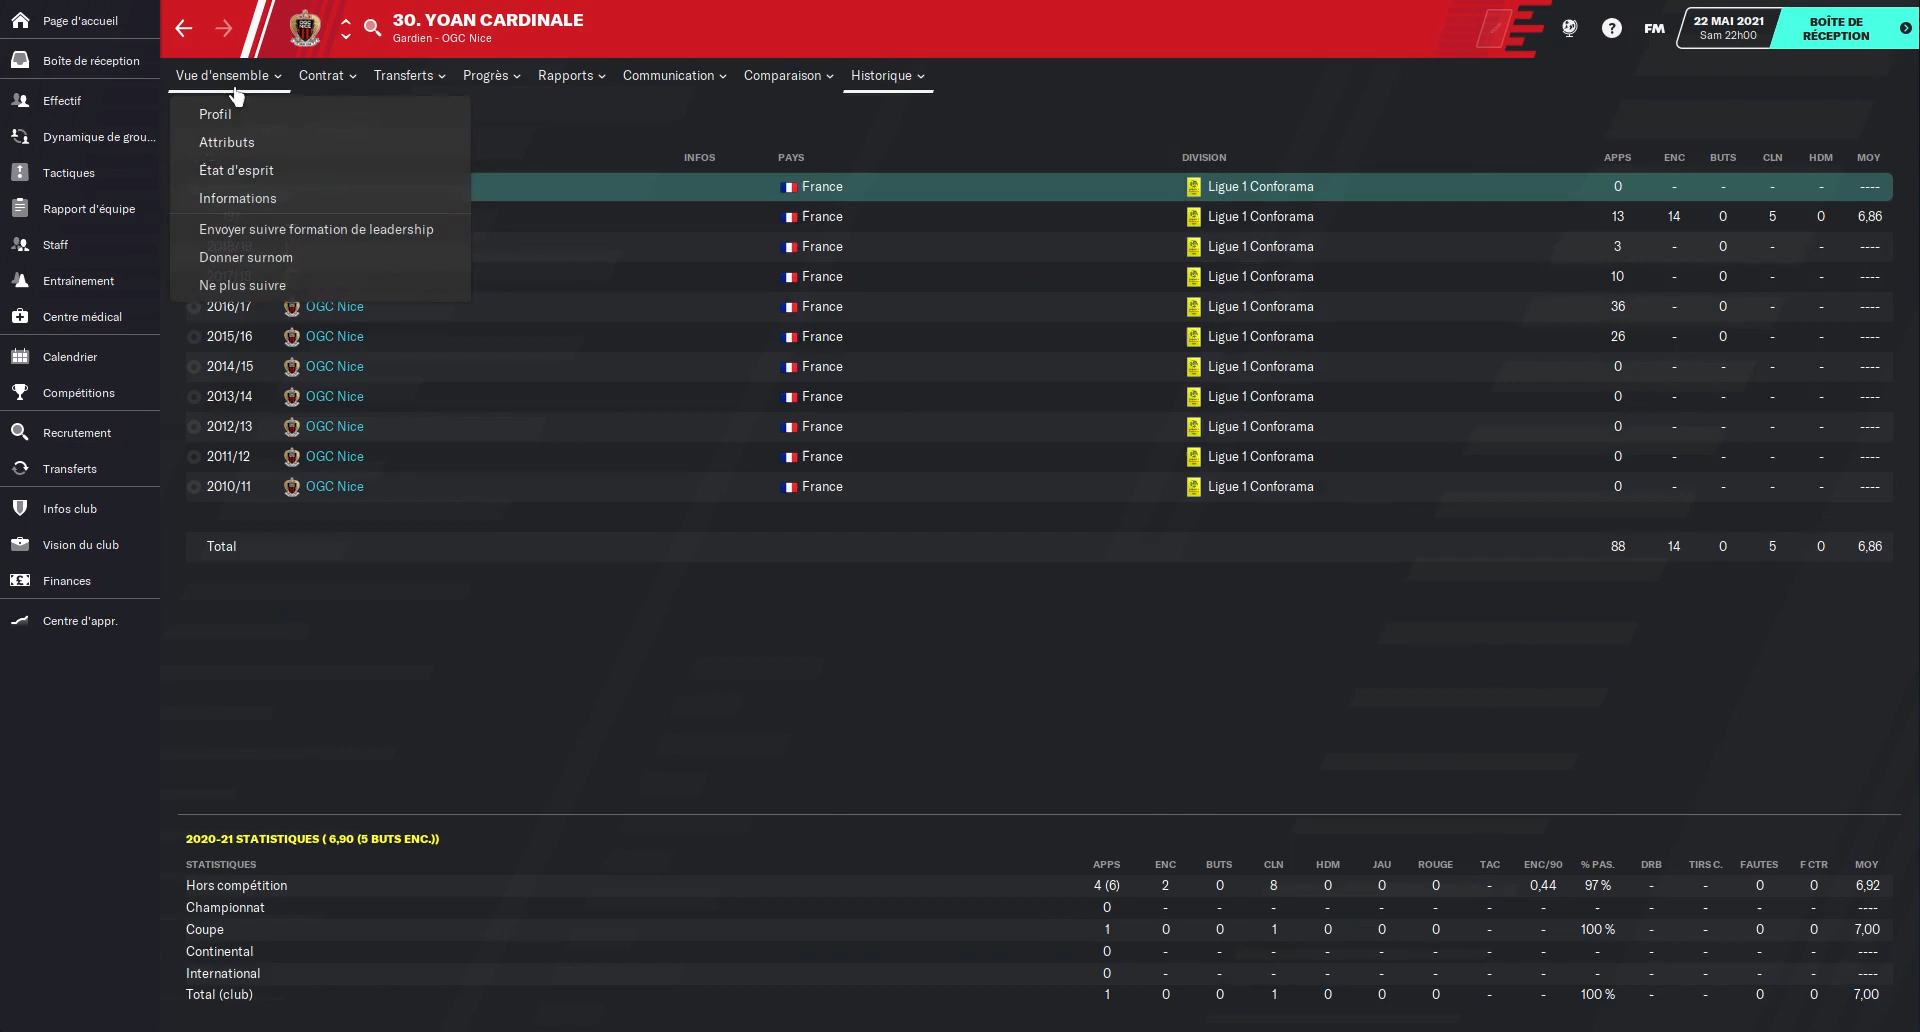 Page d'accueil
Boîte de réception
Effectif
Dynamique de grou...
Tactiques
Rapport d'équipe
Staff
Entraînement
Centre médical
Calendrier
Compétitions
Recrutement
Transferts
Infos club
Vision du club
Finances
Centre d'appr.
30. YOAN CARDINALE
Gardien - OGC Nice
FM
22 MAI 2021
Sam 22h00
BOÎTE DE RÉCEPTION
Vue d'ensemble Contrat Transferts Progrès Rapports Communication Comparaison Historique
Profil
Attributs
État d'esprit
Informations
Envoyer suivre formation de leadership
Donner surnom
Ne plus suivre
INFOS PAYS DIVISION APPS ENC BUTS CLN HDM MOY
France Ligue 1 Conforama 0 - - - - ----
France Ligue 1 Conforama 13 14 0 5 0 6,86
France Ligue 1 Conforama 3 - 0 - - ----
France Ligue 1 Conforama 10 - 0 - - ----
2016/17 OGC Nice France Ligue 1 Conforama 36 - 0 - - ----
2015/16 OGC Nice France Ligue 1 Conforama 26 - 0 - - ----
2014/15 OGC Nice France Ligue 1 Conforama 0 - - - - ----
2013/14 OGC Nice France Ligue 1 Conforama 0 - - - - ----
2012/13 OGC Nice France Ligue 1 Conforama 0 - - - - ----
2011/12 OGC Nice France Ligue 1 Conforama 0 - - - - ----
2010/11 OGC Nice France Ligue 1 Conforama 0 - - - - ----
Total 88 14 0 5 0 6,86
2020-21 STATISTIQUES ( 6,90 (5 BUTS ENC.))
STATISTIQUES APPS ENC BUTS CLN HDM JAU ROUGE TAC ENC/90 % PAS. DRB TIRS C. FAUTES F CTR MOY
Hors compétition 4 (6) 2 0 8 0 0 0 - 0,44 97 % - - 0 0 6,92
Championnat 0 - - - - - - - - - - - - - ----
Coupe 1 0 0 1 0 0 0 - - 100 % - - 0 0 7,00
Continental 0 - - - - - - - - - - - - - ----
International 0 - - - - - - - - - - - - - ----
Total (club) 1 0 0 1 0 0 0 - - 100 % - - 0 0 7,00